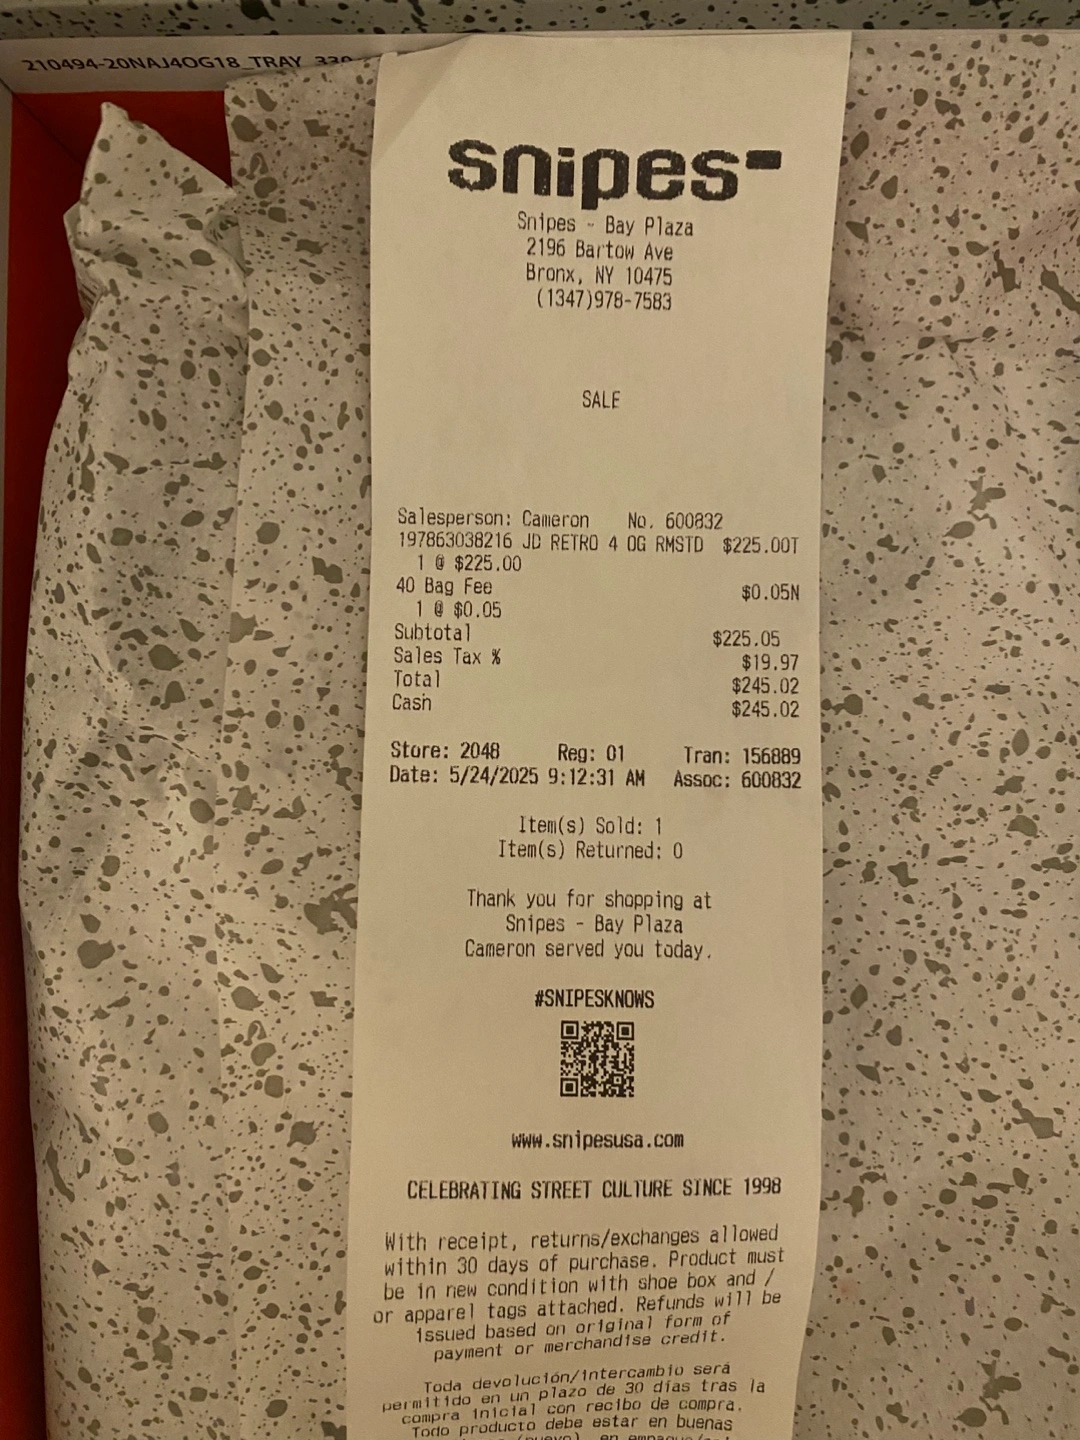 210494-20NAJ4OG18_TRAY
snipes
Snipes - Bay Plaza
2196 Bartow Ave
Bronx, NY 10475
(1347)978-7583
SALE
Salesperson: Cameron No. 600832
197863038216 JD RETRO 4 OG RMSTD $225.00T
1 @ $225.00
40 Bag Fee $0.05N
1 @ $0.05
Subtotal $225.05
Sales Tax % $19.97
Total $245.02
Cash $245.02
Store: 2048 Reg: 01 Tran: 156889
Date: 5/24/2025 9:12:31 AM Assoc: 600832
Item(s) Sold: 1
Item(s) Returned: 0
Thank you for shopping at
Snipes - Bay Plaza
Cameron served you today.
#SNIPESKNOWS
www.snipesusa.com
CELEBRATING STREET CULTURE SINCE 1998
With receipt, returns/exchanges allowed
within 30 days of purchase. Product must
be in new condition with shoe box and /
or apparel tags attached. Refunds will be
issued based on original form of
payment or merchandise credit.
Toda devolución/intercambio será
permitido en un plazo de 30 días tras la
compra inicial con recibo de compra.
Todo producto debe estar en buenas
(nuevo), en